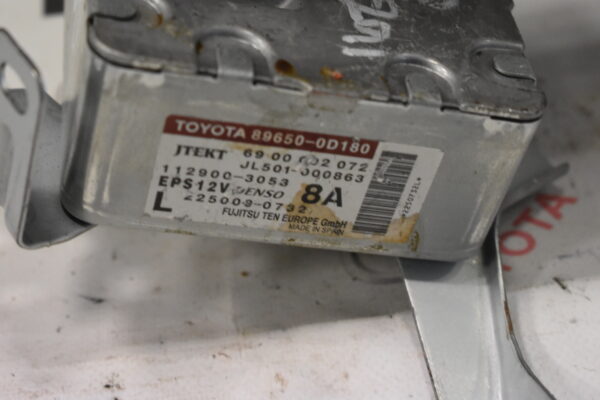 TOYOTA 89650-0D180
JTEKT 69 00 002 072
JL501-000863
112900-3053
EPS12V DENSO 8A
L 225009-0732
FUJITSU TEN EUROPE GmbH
MADE IN SPAIN
TOYOTA